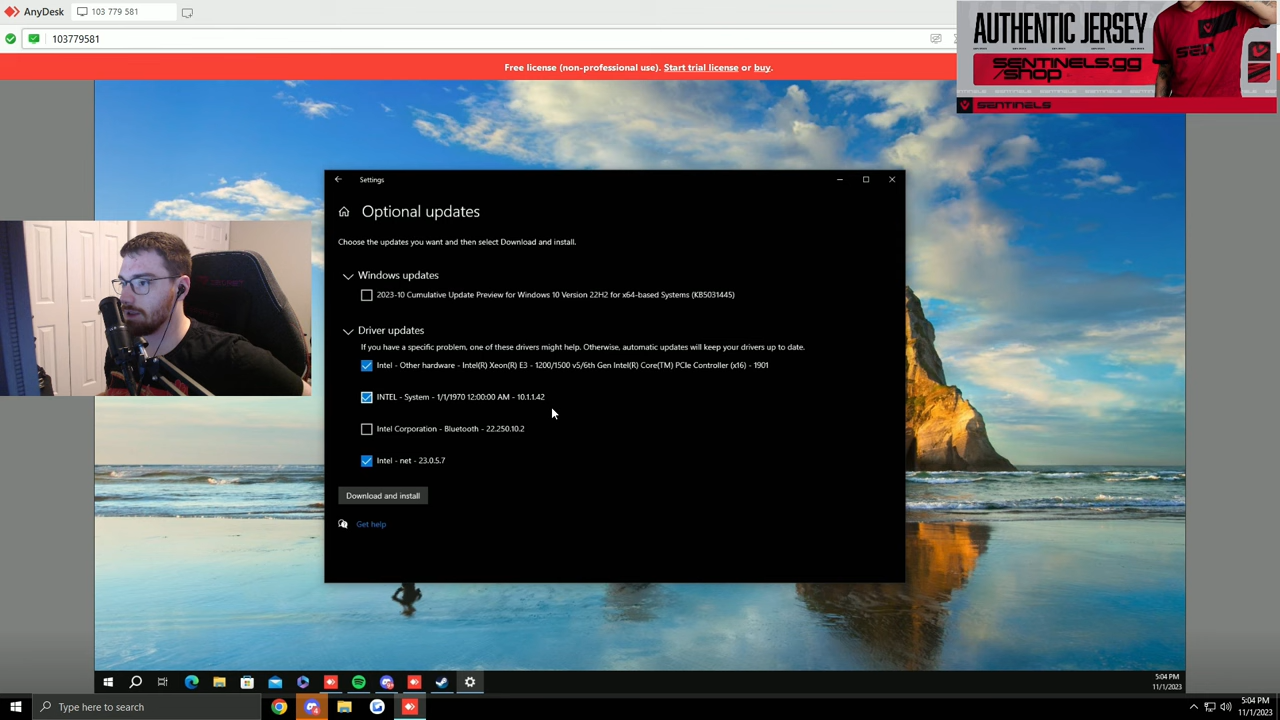 AnyDesk
103 779 581
103779581
Free license (non-professional use). Start trial license or buy.
AUTHENTIC JERSEY
SENTINELS.GG
/SHOP
SENTINELS
Settings
Optional updates
Choose the updates you want and then select Download and install.
Windows updates
2023-10 Cumulative Update Preview for Windows 10 Version 22H2 for x64-based Systems (KB5031445)
Driver updates
If you have a specific problem, one of these drivers might help. Otherwise, automatic updates will keep your drivers up to date.
Intel - Other hardware - Intel(R) Xeon(R) E3 - 1200/1500 v5/6th Gen Intel(R) Core(TM) PCIe Controller (x16) - 1901
INTEL - System - 1/1/1970 12:00:00 AM - 10.1.1.42
Intel Corporation - Bluetooth - 22.250.10.2
Intel - net - 23.0.5.7
Download and install
Get help
5:04 PM
11/1/2023
Type here to search
5:04 PM
11/1/2023